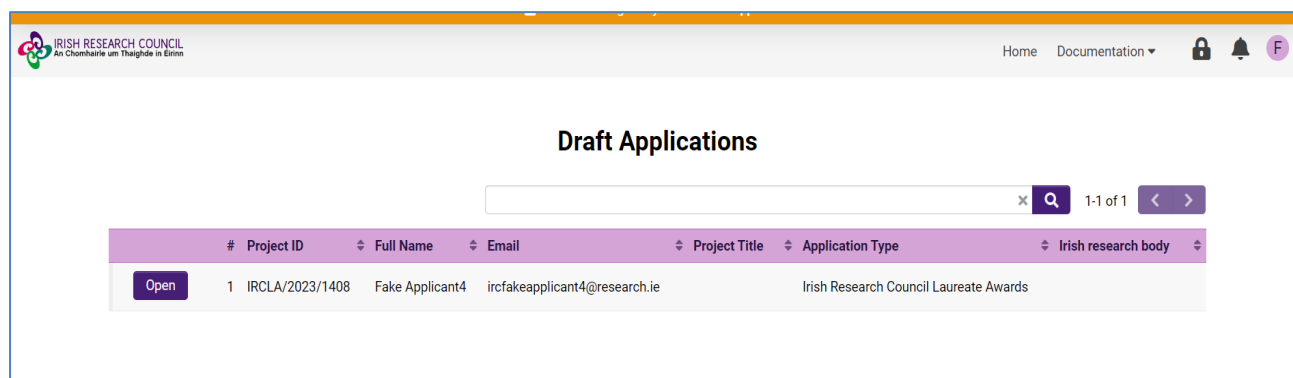 IRISH RESEARCH COUNCIL
An Chomhairle um Thaighde in Éirinn
Home Documentation F
Draft Applications
1-1 of 1
# Project ID Full Name Email Project Title Application Type Irish research body
Open 1 IRCLA/2023/1408 Fake Applicant4 ircfakeapplicant4@research.ie Irish Research Council Laureate Awards